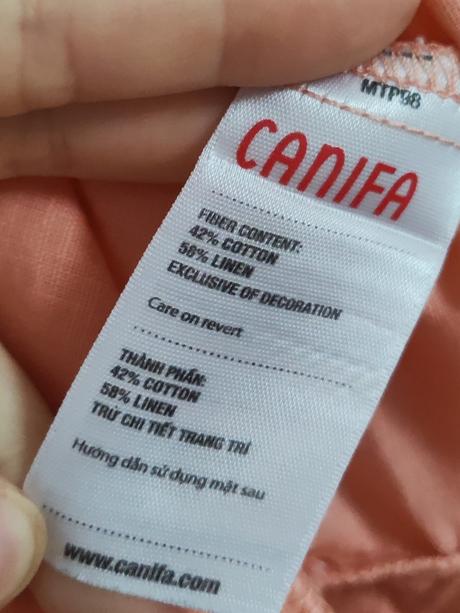 MTP98
CANIFA
FIBER CONTENT:
42% COTTON
58% LINEN
EXCLUSIVE OF DECORATION
Care on revert
THÀNH PHẦN:
42% COTTON
58% LINEN
TRỪ CHI TIẾT TRANG TRÍ
Hướng dẫn sử dụng mặt sau
www.canifa.com